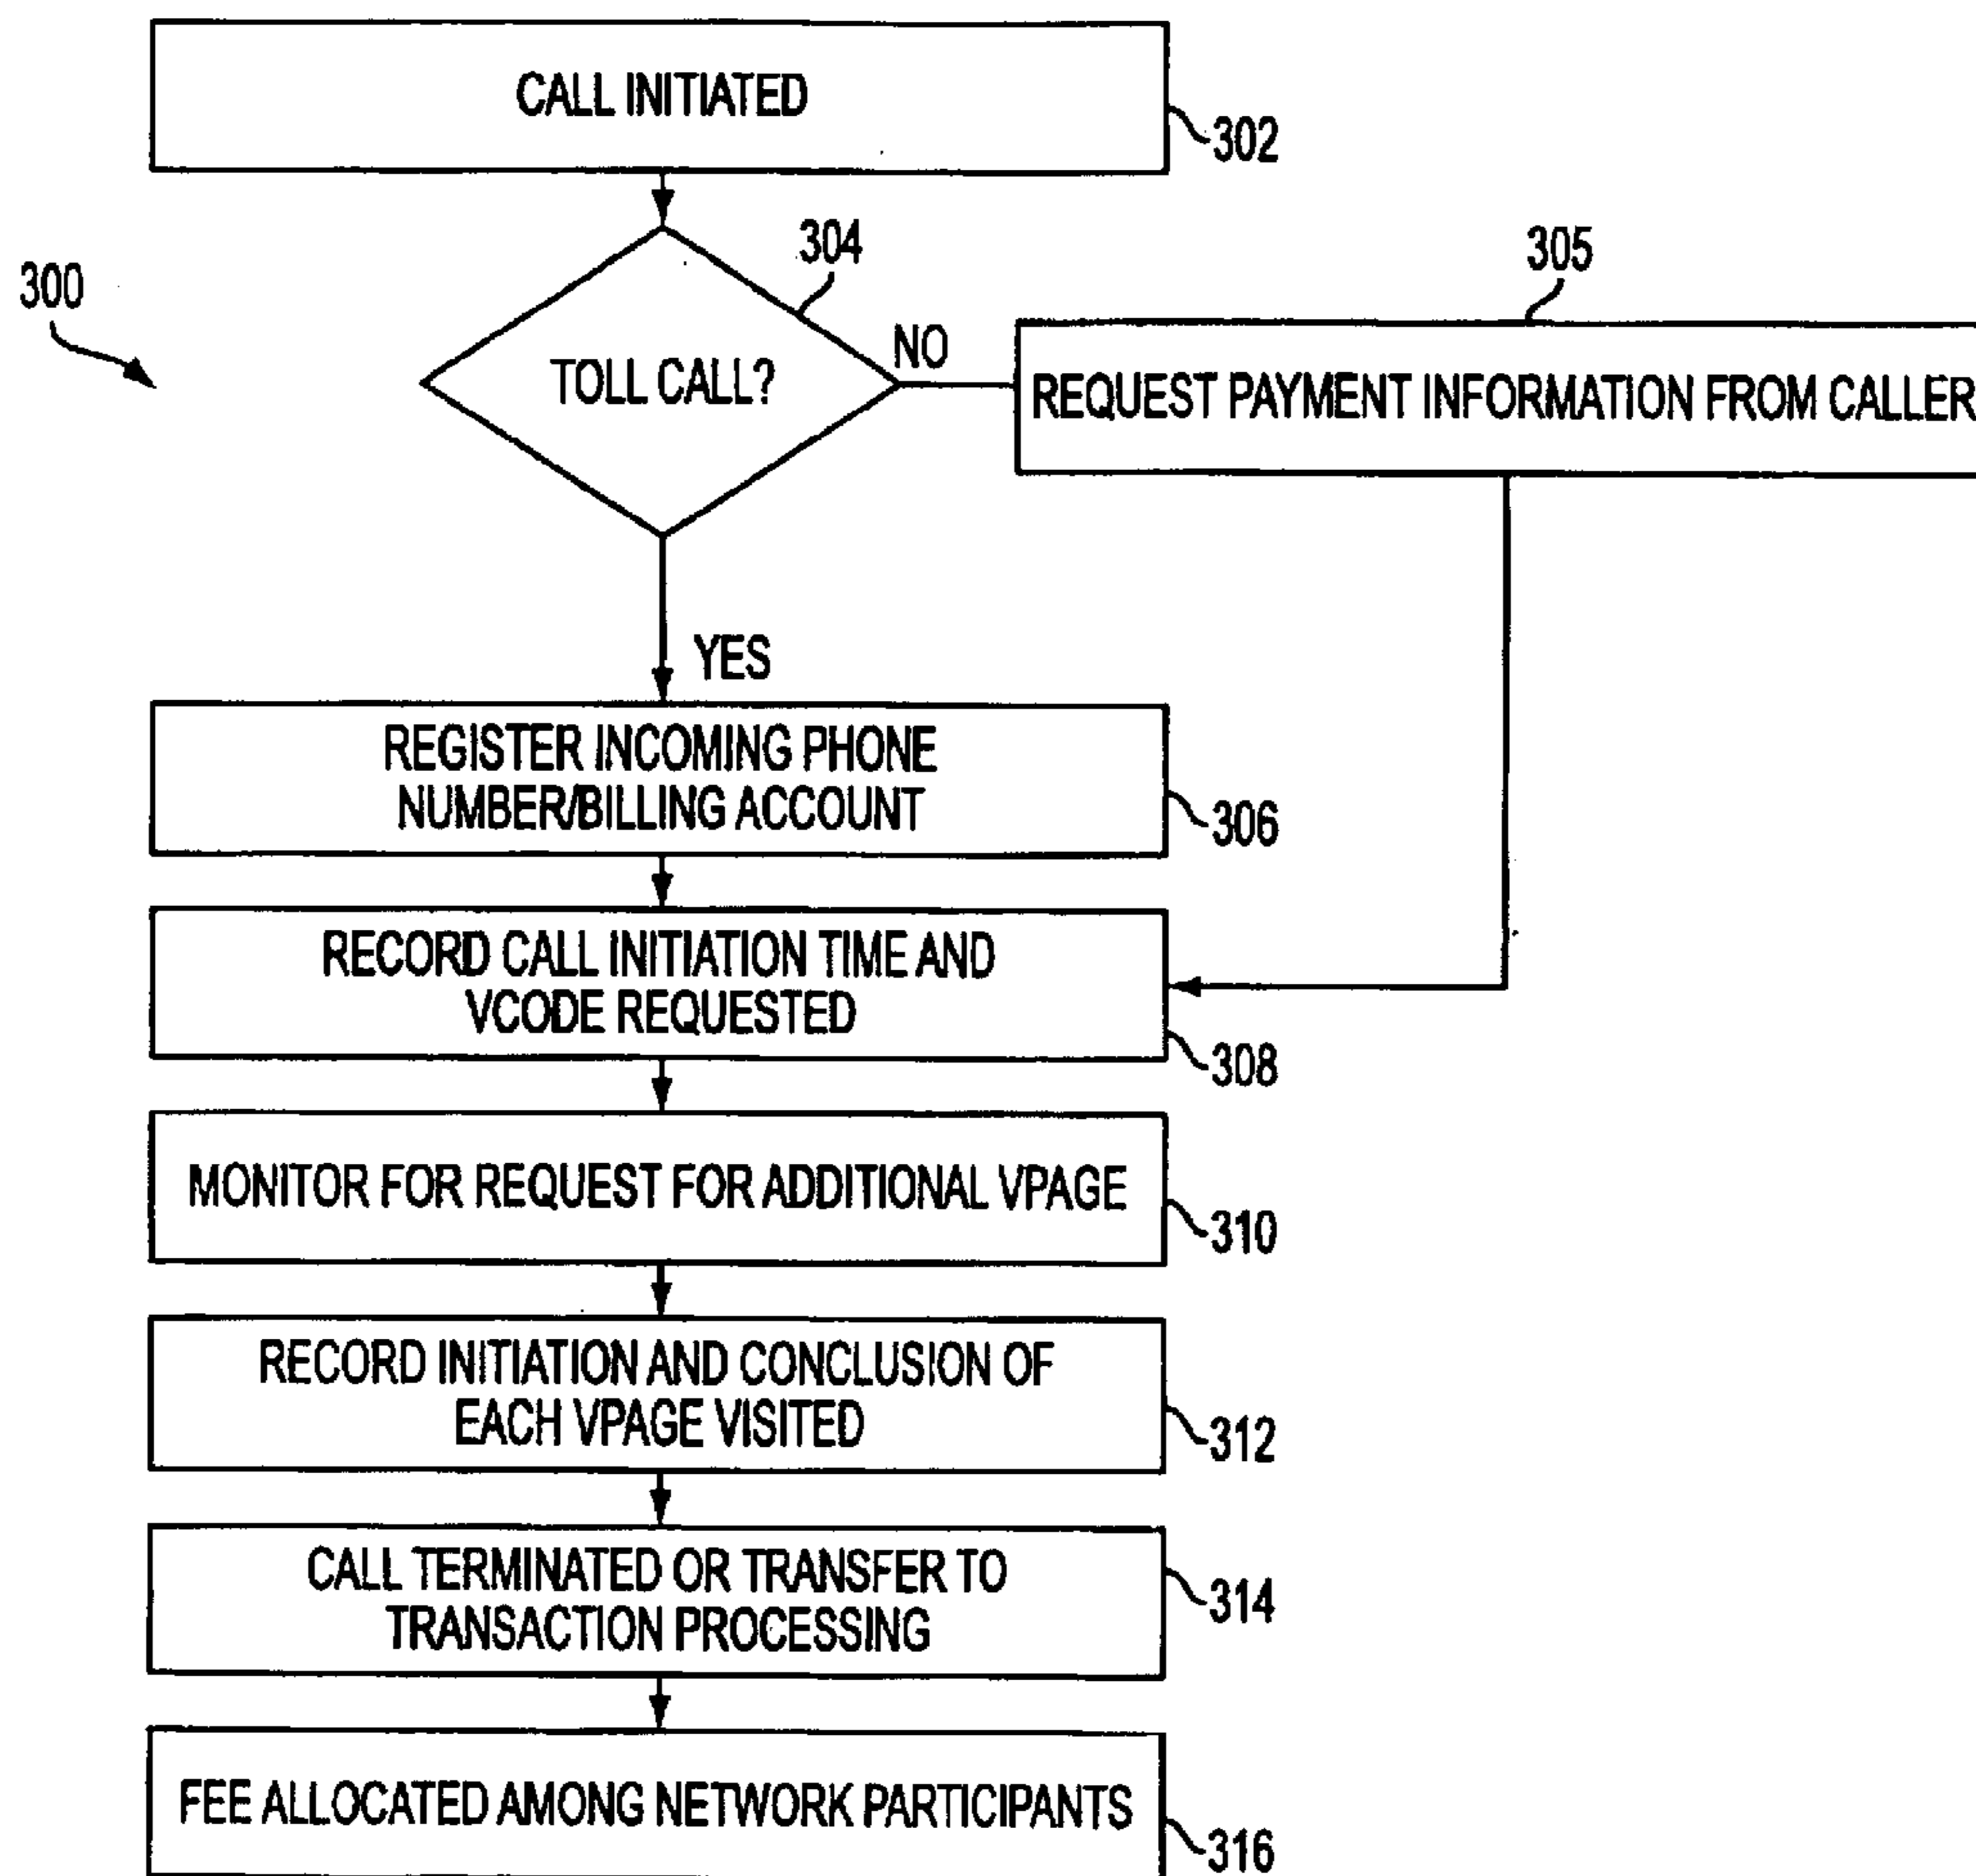 CALL INITIATED
302
304
305
300
NO
TOLL CALL?
REQUEST PAYMENT INFORMATION FROM CALLER
YES
REGISTER INCOMING PHONE
NUMBER/BILLING ACCOUNT
306
RECORD CALL INITIATION TIME AND
VCODE REQUESTED
308
MONITOR FOR REQUEST FOR ADDITIONAL VPAGE
310
RECORD INITIATION AND CONCLUSION OF
EACH VPAGE VISITED
312
CALL TERMINATED OR TRANSFER TO
TRANSACTION PROCESSING
314
FEE ALLOCATED AMONG NETWORK PARTICIPANTS
316